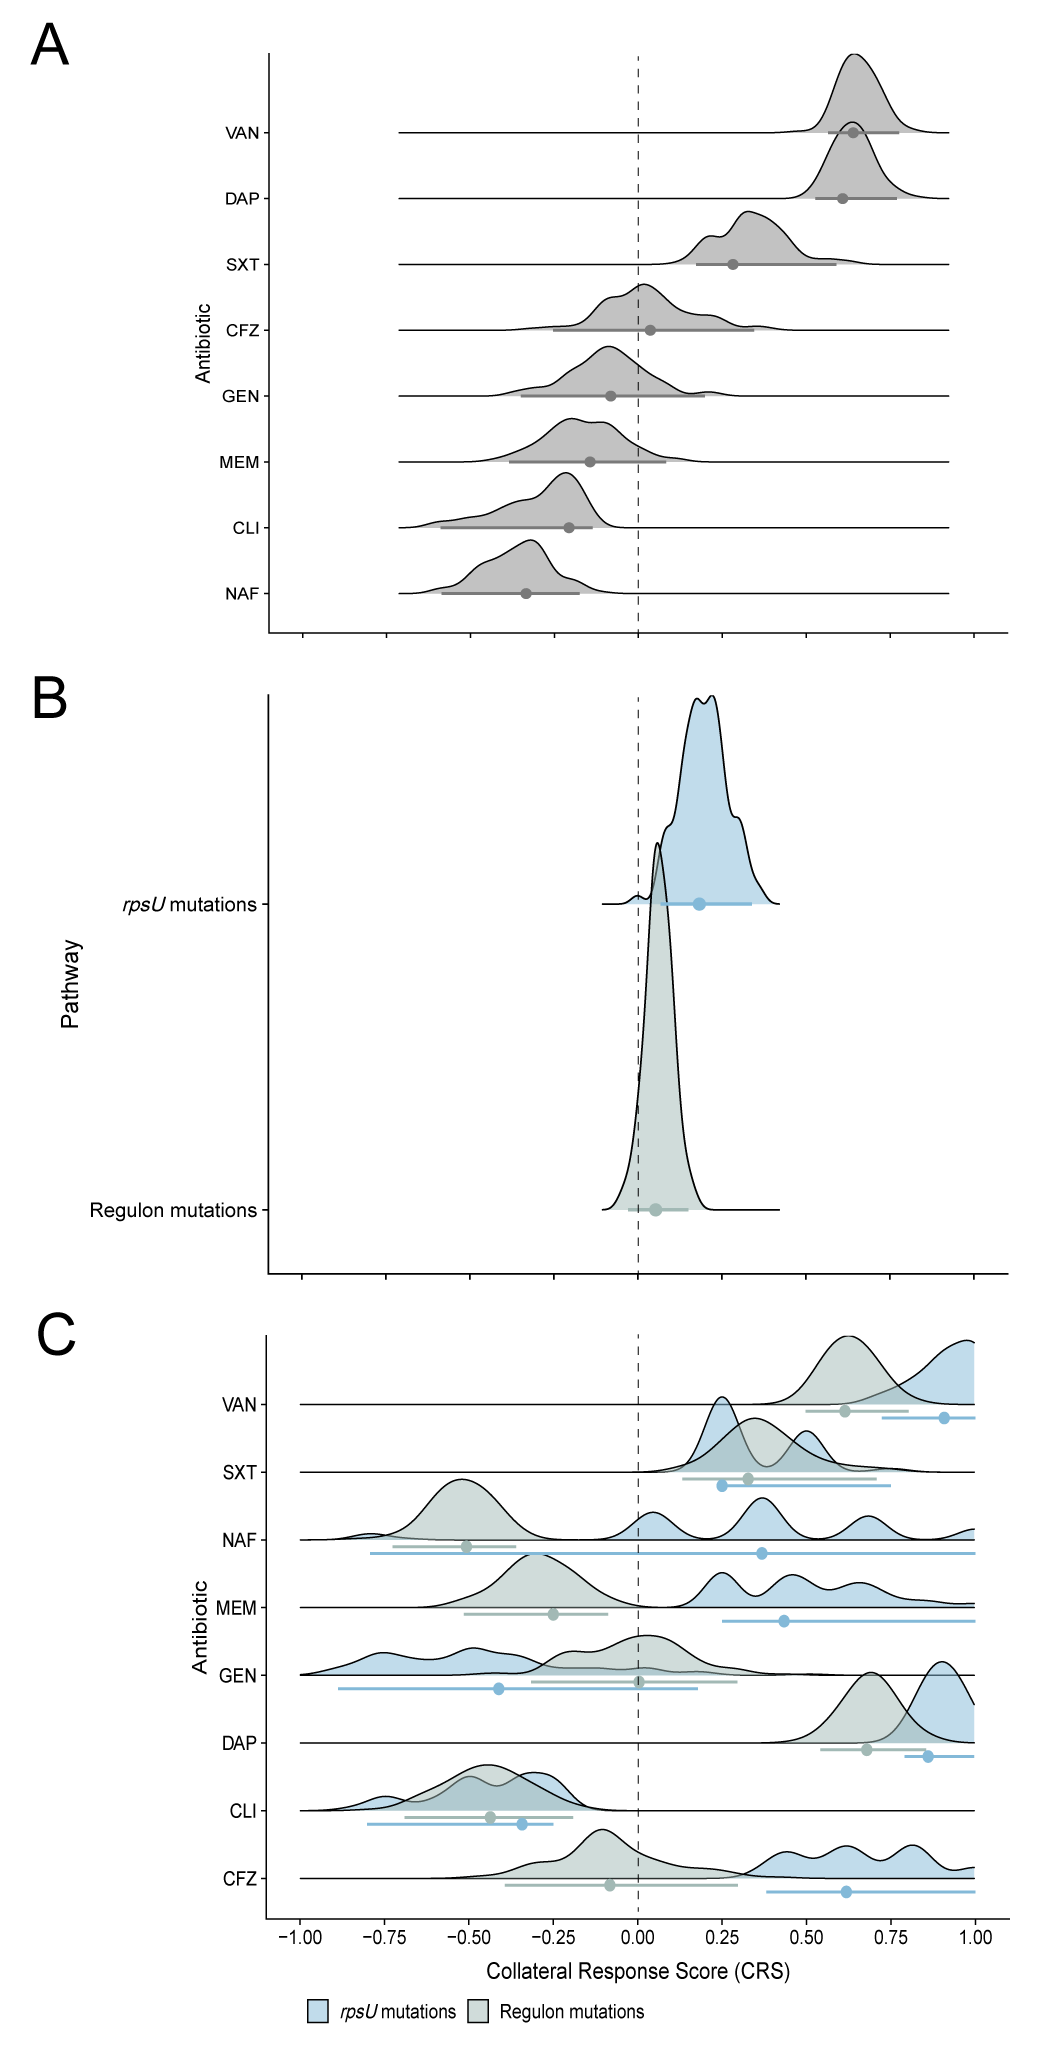 A
VAN
DAP
SXT
CFZ
GEN
MEM
CLI
NAF
Antibiotic
B
rpsU mutations
Regulon mutations
Pathway
C
VAN
SXT
NAF
MEM
GEN
DAP
CLI
CFZ
Antibiotic
−1.00 −0.75 −0.50 −0.25 0.00 0.25 0.50 0.75 1.00
Collateral Response Score (CRS)
rpsU mutations Regulon mutations